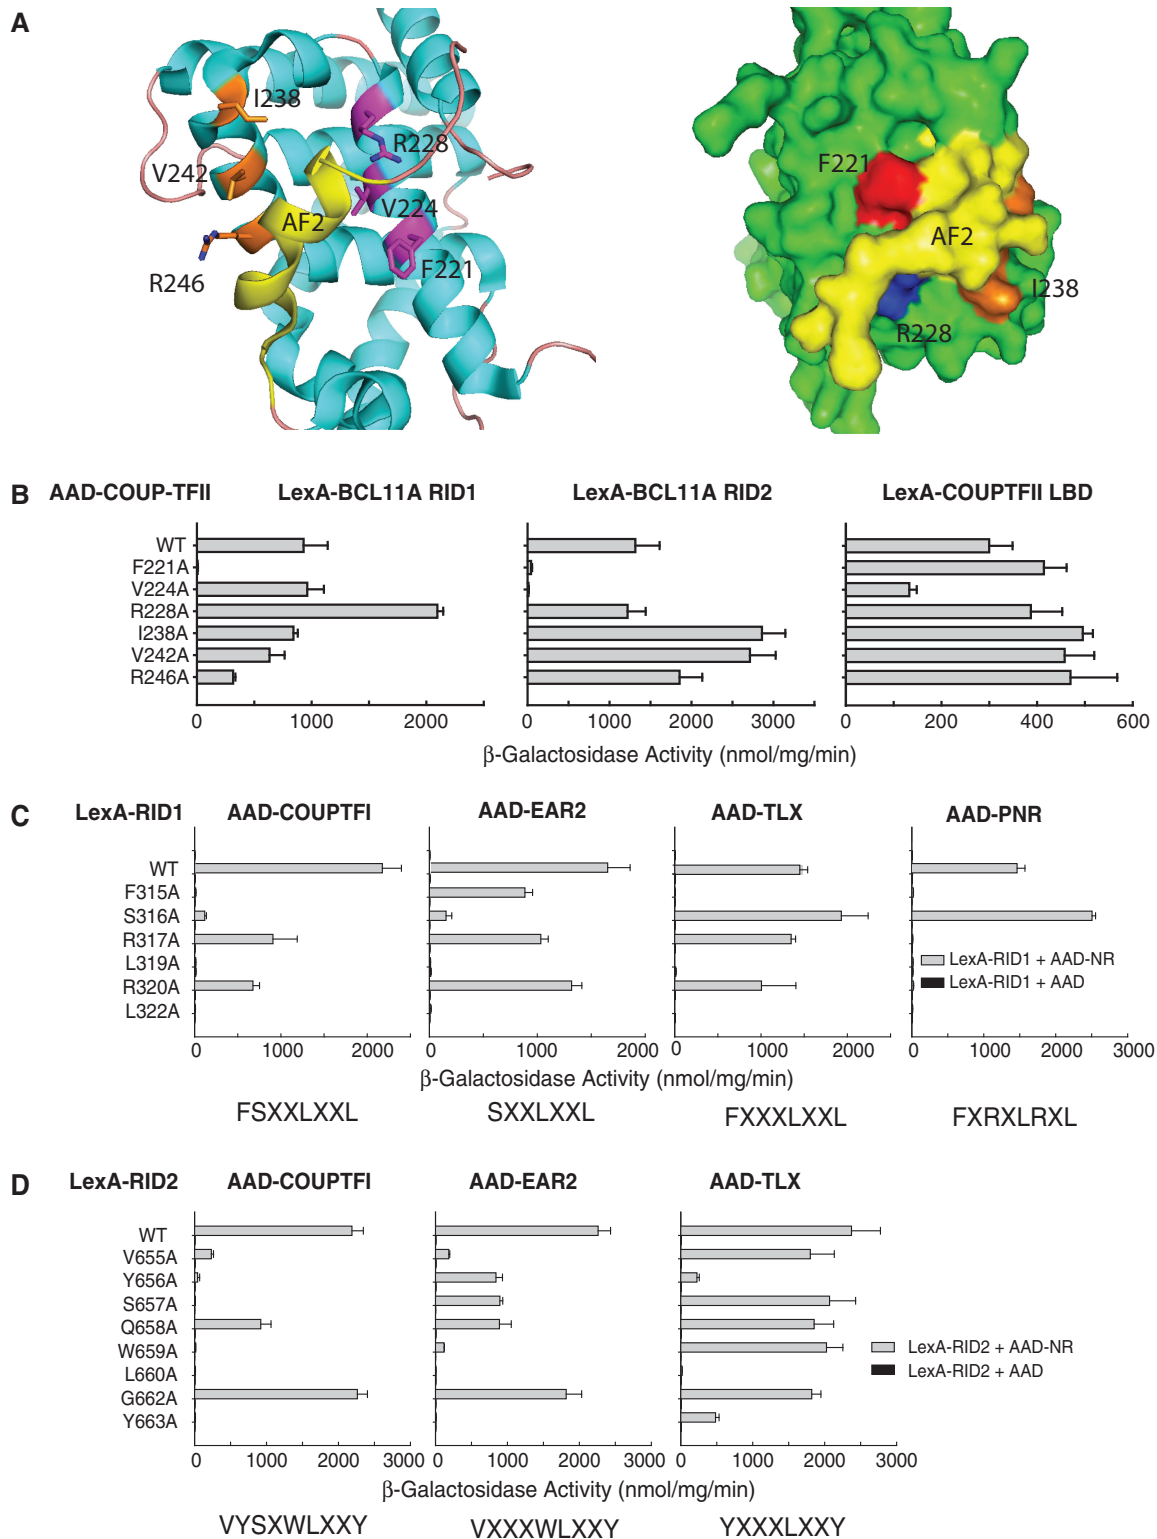 A
I238
R228
V242
V224
AF2
F221
R246
F221
AF2
I238
R228
B AAD-COUP-TFII LexA-BCL11A RID1 LexA-BCL11A RID2 LexA-COUPTFII LBD
WT
F221A
V224A
R228A
I238A
V242A
R246A
0 1000 2000 0 1000 2000 3000 0 200 400 600
β-Galactosidase Activity (nmol/mg/min)
C LexA-RID1 AAD-COUPTFI AAD-EAR2 AAD-TLX AAD-PNR
WT
F315A
S316A
R317A
L319A
R320A
L322A
LexA-RID1 + AAD-NR
LexA-RID1 + AAD
0 1000 2000 0 1000 2000 0 1000 2000 0 1000 2000 3000
β-Galactosidase Activity (nmol/mg/min)
FSXXLXXL SXXLXXL FXXXLXXL FXRXLRXL
D LexA-RID2 AAD-COUPTFI AAD-EAR2 AAD-TLX
WT
V655A
Y656A
S657A
Q658A
W659A
L660A
G662A
Y663A
LexA-RID2 + AAD-NR
LexA-RID2 + AAD
0 1000 2000 3000 0 1000 2000 3000 0 1000 2000 3000
β-Galactosidase Activity (nmol/mg/min)
VYSXWLXXY VXXXWLXXY YXXXLXXY